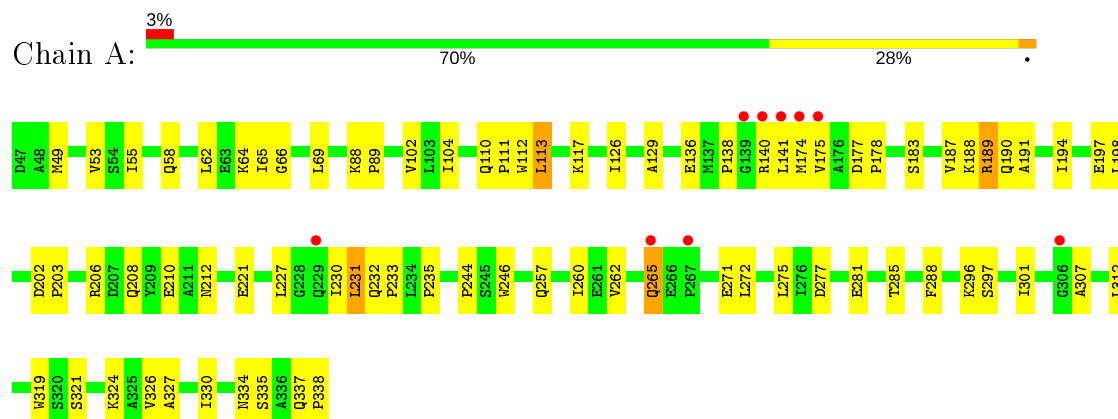 3%
Chain A:
70%
28%
•
D47 A48 M49 V53 S54 I55 Q58 L62 E63 K64 I65 G66 L69 K88 P89 V102 L103 I104 Q110 P111 W112 L113 K117 I126 A129 E136 M137 P138 G139 R140 L141 M174 V175 A176 D177 P178 S183 V187 K188 R189 Q190 A191 I194 E197
D202 P203 R206 D207 Q208 Y209 E210 A211 N212 E221 L227 G228 Q229 I230 L231 Q232 P233 L234 P235 P244 S245 W246 Q257 I260 E261 V262 Q265 E266 P267 E271 L272 L275 I276 D277 E281 T285 F288 K296 S297 I301 G306 A307
W319 S320 S321 K324 A325 V326 A327 I330 N334 S335 A336 Q337 P338